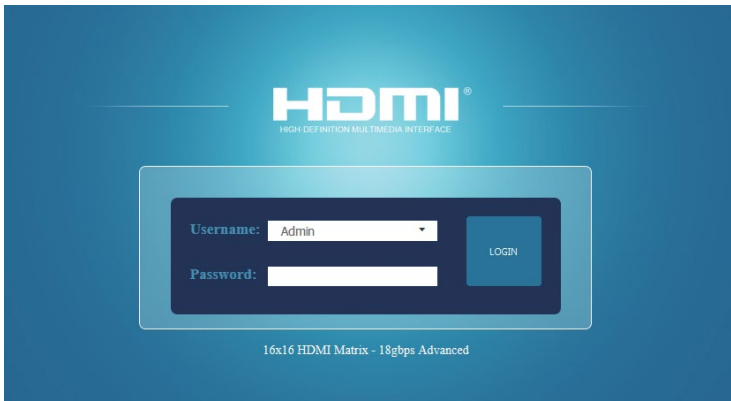 HDMI®
HIGH-DEFINITION MULTIMEDIA INTERFACE
Username: Admin
LOGIN
Password:
16x16 HDMI Matrix - 18gbps Advanced